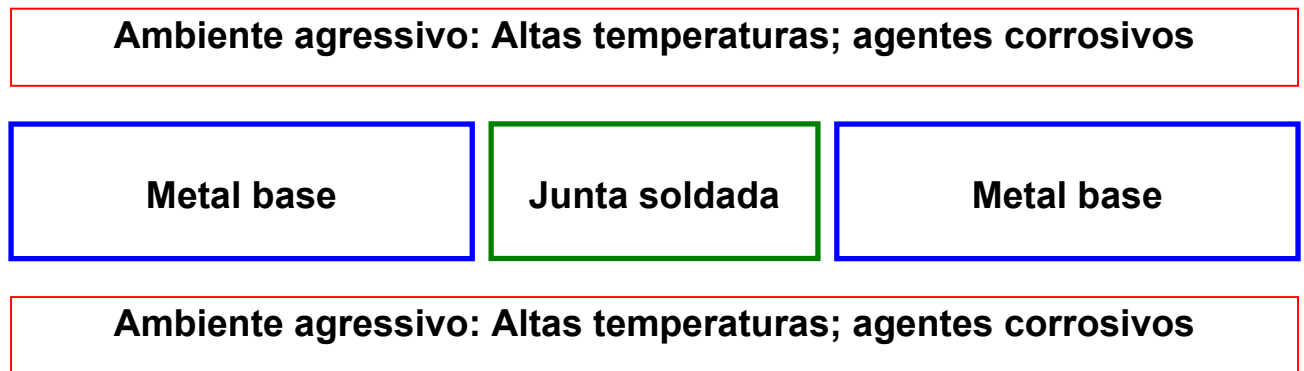 Ambiente agressivo: Altas temperaturas; agentes corrosivos
Metal base Junta soldada Metal base
Ambiente agressivo: Altas temperaturas; agentes corrosivos